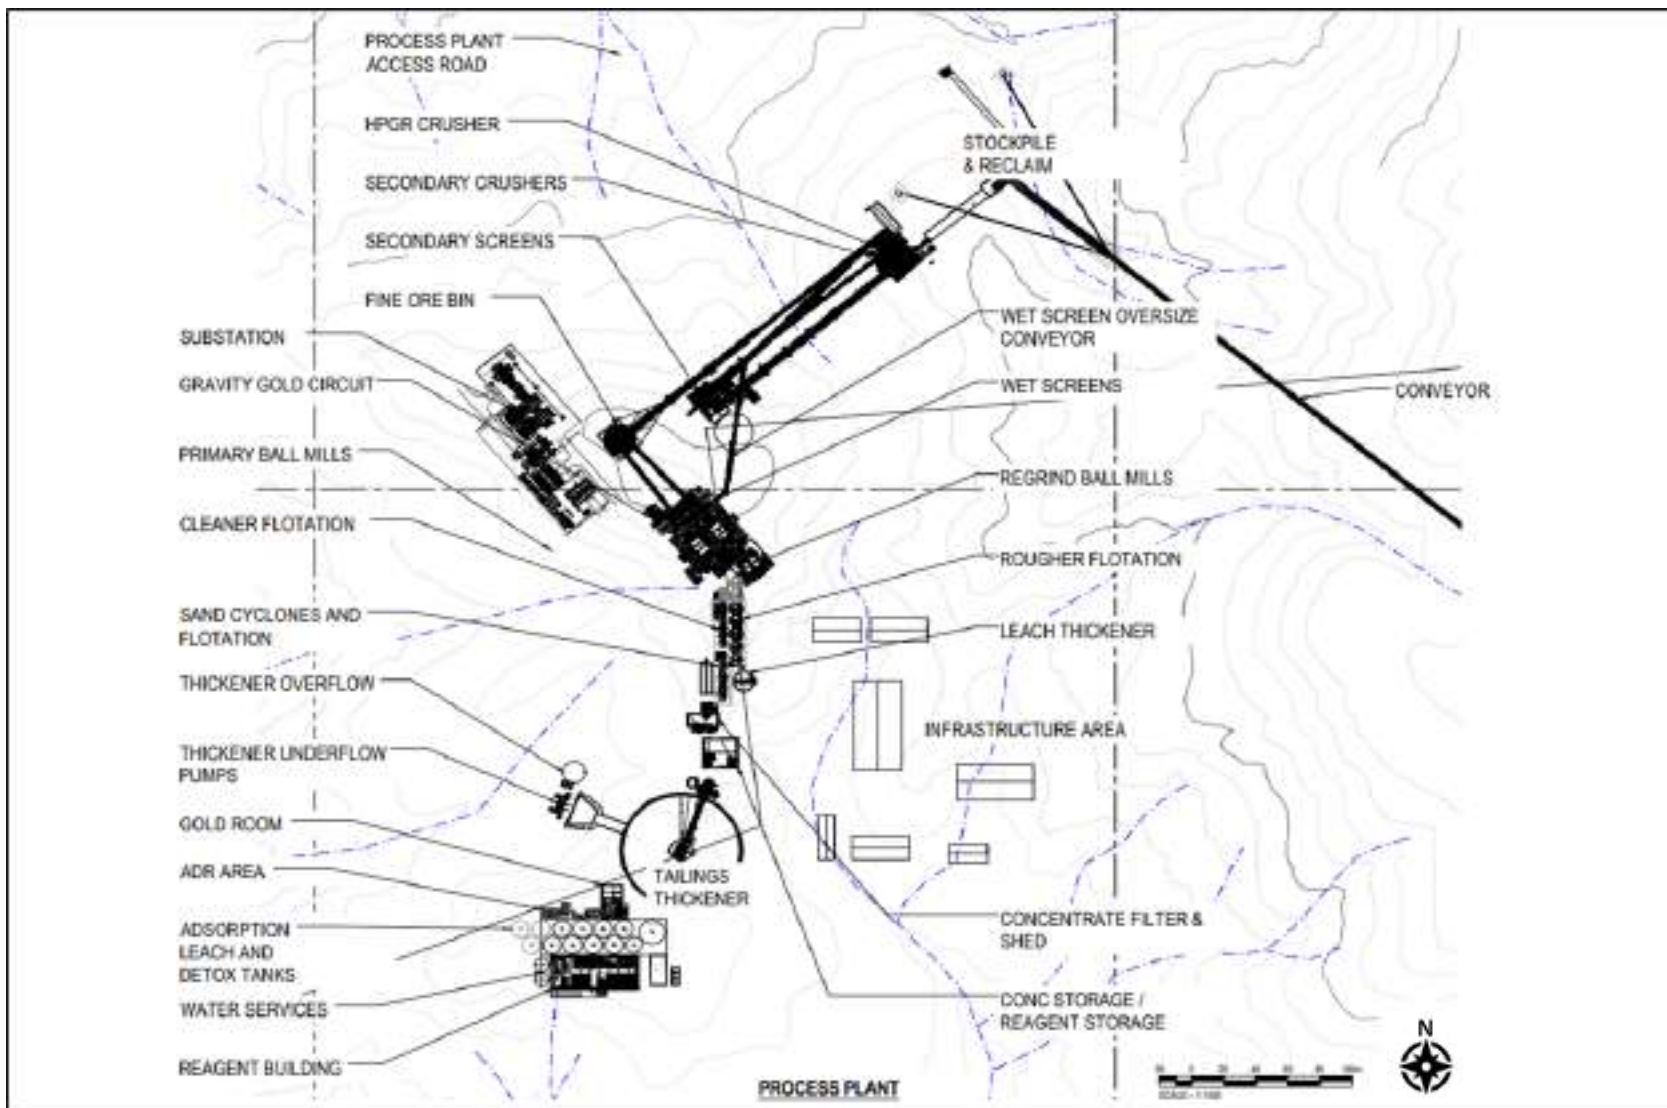 PROCESS PLANT
ACCESS ROAD
HPGR CRUSHER
SECONDARY CRUSHERS
SECONDARY SCREENS
FINE ORE BIN
SUBSTATION
GRAVITY GOLD CIRCUIT
PRIMARY BALL MILLS
CLEANER FLOTATION
SAND CYCLONES AND
FLOTATION
THICKENER OVERFLOW
THICKENER UNDERFLOW
PUMPS
GOLD ROOM
ADR AREA
ADSORPTION
LEACH AND
DETOX TANKS
WATER SERVICES
REAGENT BUILDING
TAILINGS
THICKENER
STOCKPILE
& RECLAIM
WET SCREEN OVERSIZE
CONVEYOR
WET SCREENS
CONVEYOR
REGRIND BALL MILLS
ROUGHER FLOTATION
LEACH THICKENER
INFRASTRUCTURE AREA
CONCENTRATE FILTER &
SHED
CONC STORAGE /
REAGENT STORAGE
PROCESS PLANT
N
SCALE